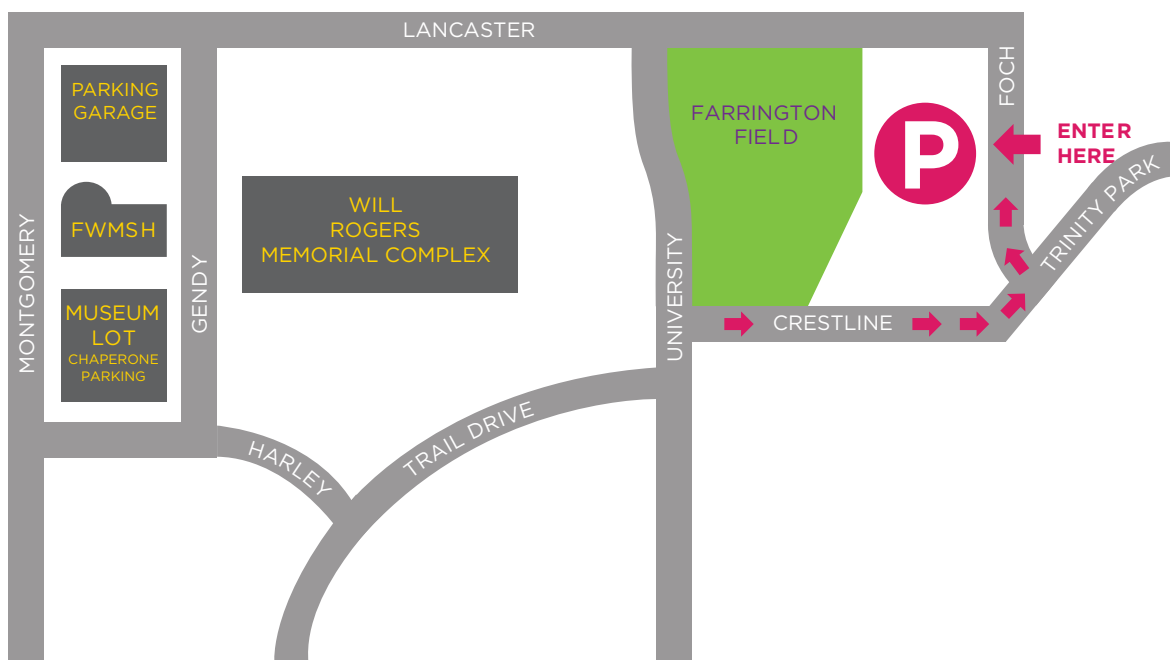 LANCASTER
PARKING
GARAGE
FOCH
FARRINGTON
FIELD
P
ENTER
HERE
WILL
ROGERS
MEMORIAL COMPLEX
FWMSH
TRINITY PARK
MONTGOMERY
GENDY
UNIVERSITY
MUSEUM
LOT
CHAPERONE
PARKING
CRESTLINE
TRAIL DRIVE
HARLEY